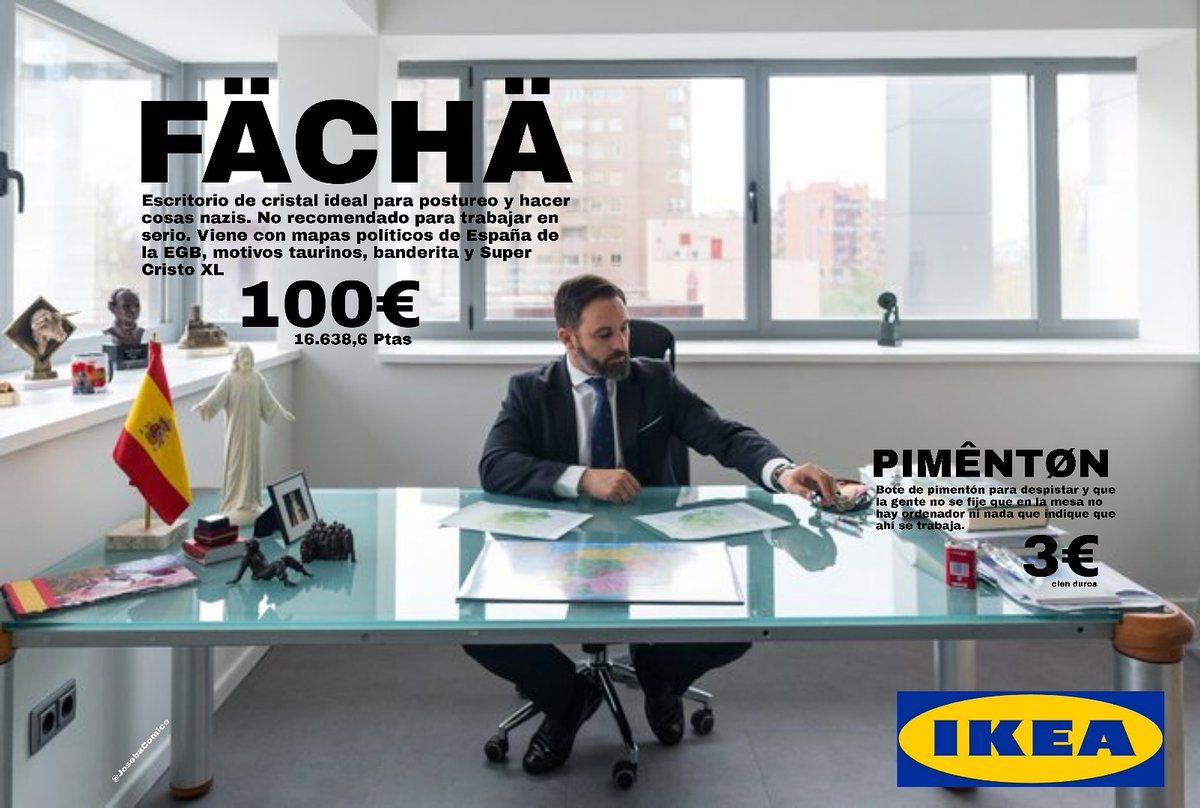 FÄCHÄ
Escritorio de cristal ideal para postureo y hacer
cosas nazis. No recomendado para trabajar en
serio. Viene con mapas políticos de España de
la EGB, motivos taurinos, banderita y Super
Cristo XL
100€
16.638,6 Ptas
PIMÊNTØN
Bote de pimentón para despistar y que
la gente no se fije que en la mesa no
hay ordenador ni nada que indique que
ahí se trabaja.
3€
cien duros
@JosobaComico
IKEA